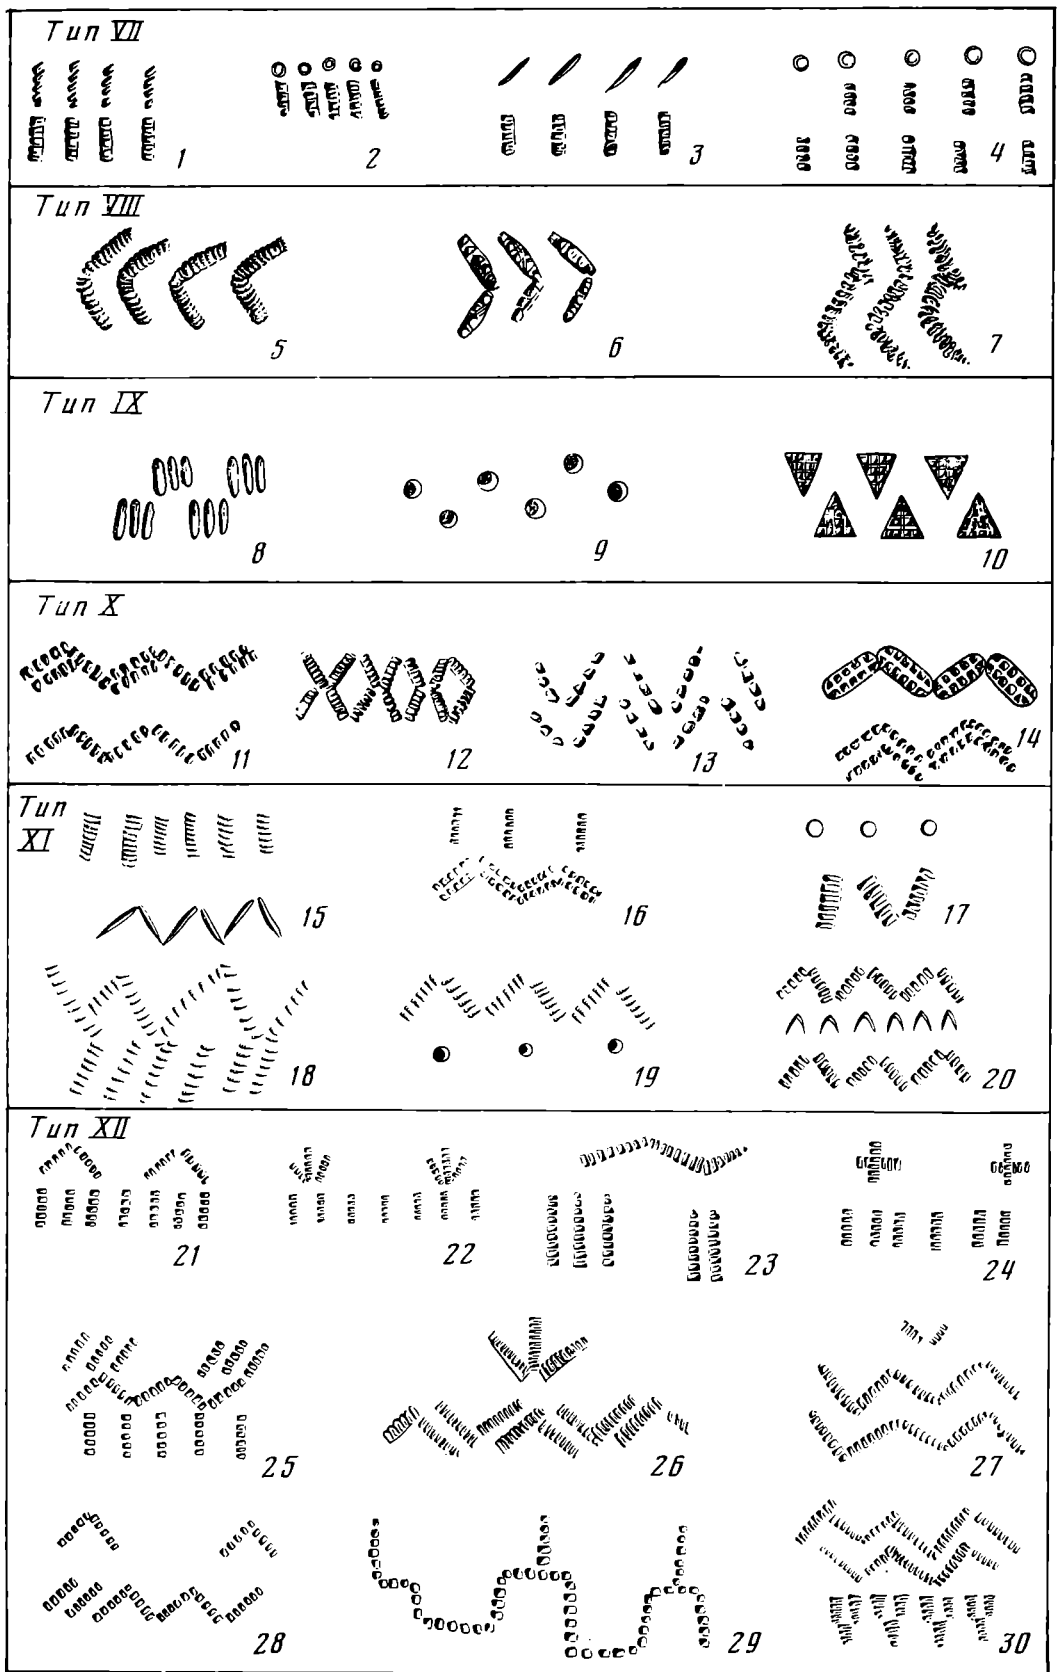 Тип VII
1 2 3 4
Тип VIII
5 6 7
Тип IX
8 9 10
Тип X
11 12 13 14
Тип
XI
15 16 17
18 19 20
Тип XII
21 22 23 24
25 26 27
28 29 30